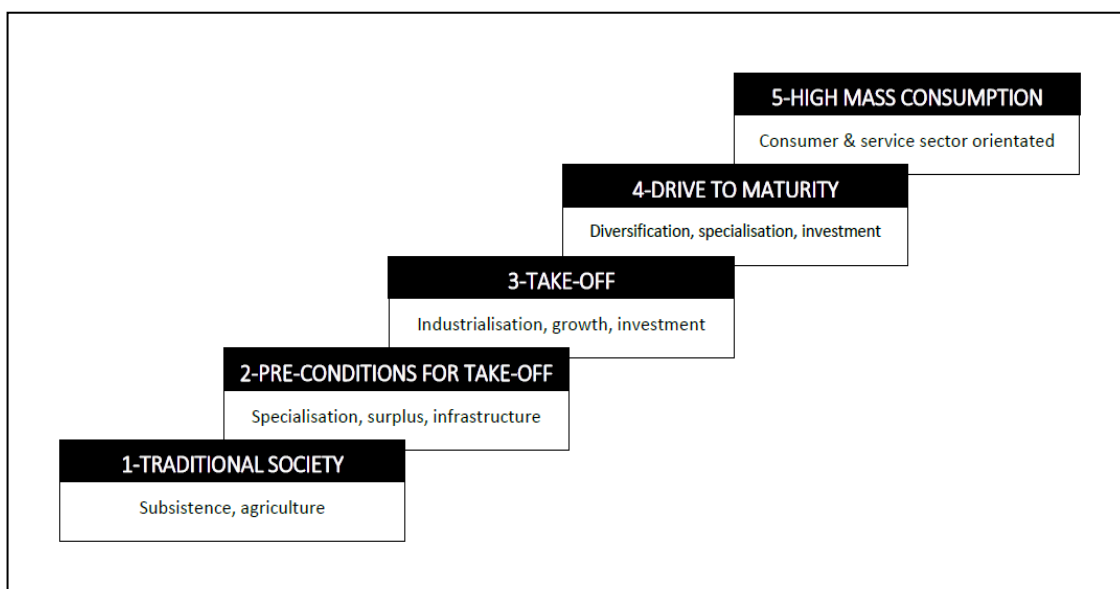 5-HIGH MASS CONSUMPTION
Consumer & service sector orientated
4-DRIVE TO MATURITY
Diversification, specialisation, investment
3-TAKE-OFF
Industrialisation, growth, investment
2-PRE-CONDITIONS FOR TAKE-OFF
Specialisation, surplus, infrastructure
1-TRADITIONAL SOCIETY
Subsistence, agriculture